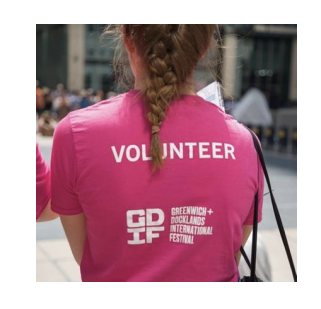 VOLUNTEER
GD
IF
GREENWICH+
DOCKLANDS
INTERNATIONAL
FESTIVAL